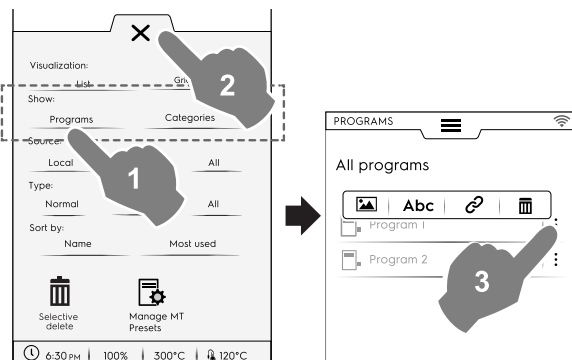 Visualization:
List
Show:
Programs Categories
Source:
Local All
Type:
Normal All
Sort by:
Name Most used
Selective
delete
Manage MT
Presets
6:30 PM 100% 300°C 120°C
1
2
PROGRAMS
All programs
Abc
Program 1
Program 2
3